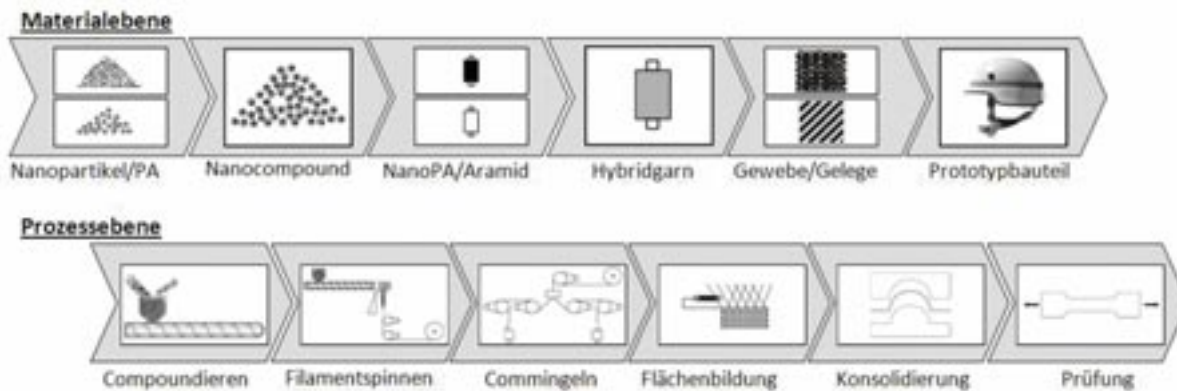 Materialebene
Nanopartikel/PA Nanocompound NanoPA/Aramid Hybridgarn Gewebe/Gelege Prototypbauteil
Prozessebene
Compoundieren Filamentspinnen Commingeln Flächenbildung Konsolidierung Prüfung